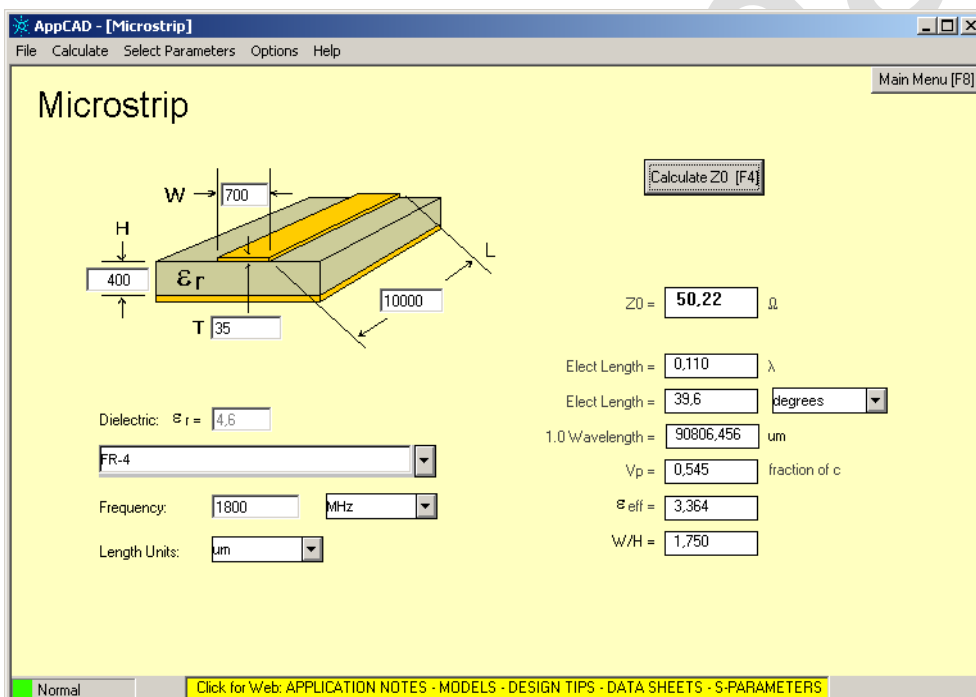 AppCAD - [Microstrip]
File Calculate Select Parameters Options Help
Main Menu [F8]
Microstrip
Calculate Z0 [F4]
W 700
H
400
εr
L
10000
T 35
Z0 = 50,22 Ω
Elect Length = 0,110 λ
Elect Length = 39,6 degrees
1.0 Wavelength = 90806,456 um
Vp = 0,545 fraction of c
ε eff = 3,364
W/H = 1,750
Dielectric: ε r = 4,6
FR-4
Frequency: 1800 MHz
Length Units: um
Normal
Click for Web: APPLICATION NOTES - MODELS - DESIGN TIPS - DATA SHEETS - S-PARAMETERS